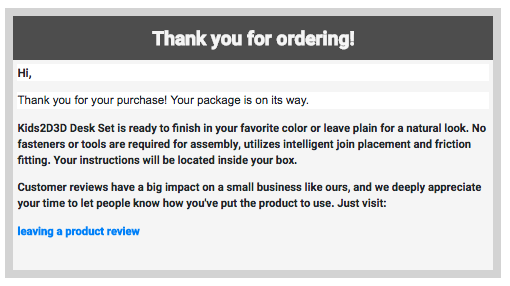 Thank you for ordering!
Hi,
Thank you for your purchase! Your package is on its way.
Kids2D3D Desk Set is ready to finish in your favorite color or leave plain for a natural look. No
fasteners or tools are required for assembly, utilizes intelligent join placement and friction
fitting. Your instructions will be located inside your box.
Customer reviews have a big impact on a small business like ours, and we deeply appreciate
your time to let people know how you've put the product to use. Just visit:
leaving a product review